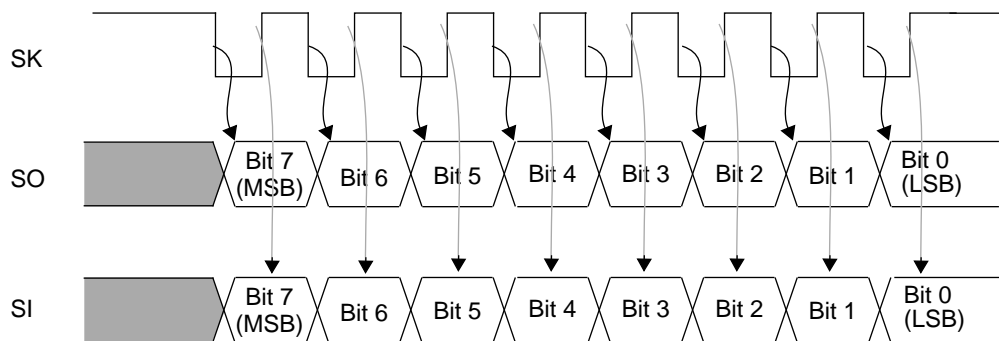 SK
SO
Bit 7
(MSB)
Bit 6
Bit 5
Bit 4
Bit 3
Bit 2
Bit 1
Bit 0
(LSB)
SI
Bit 7
(MSB)
Bit 6
Bit 5
Bit 4
Bit 3
Bit 2
Bit 1
Bit 0
(LSB)